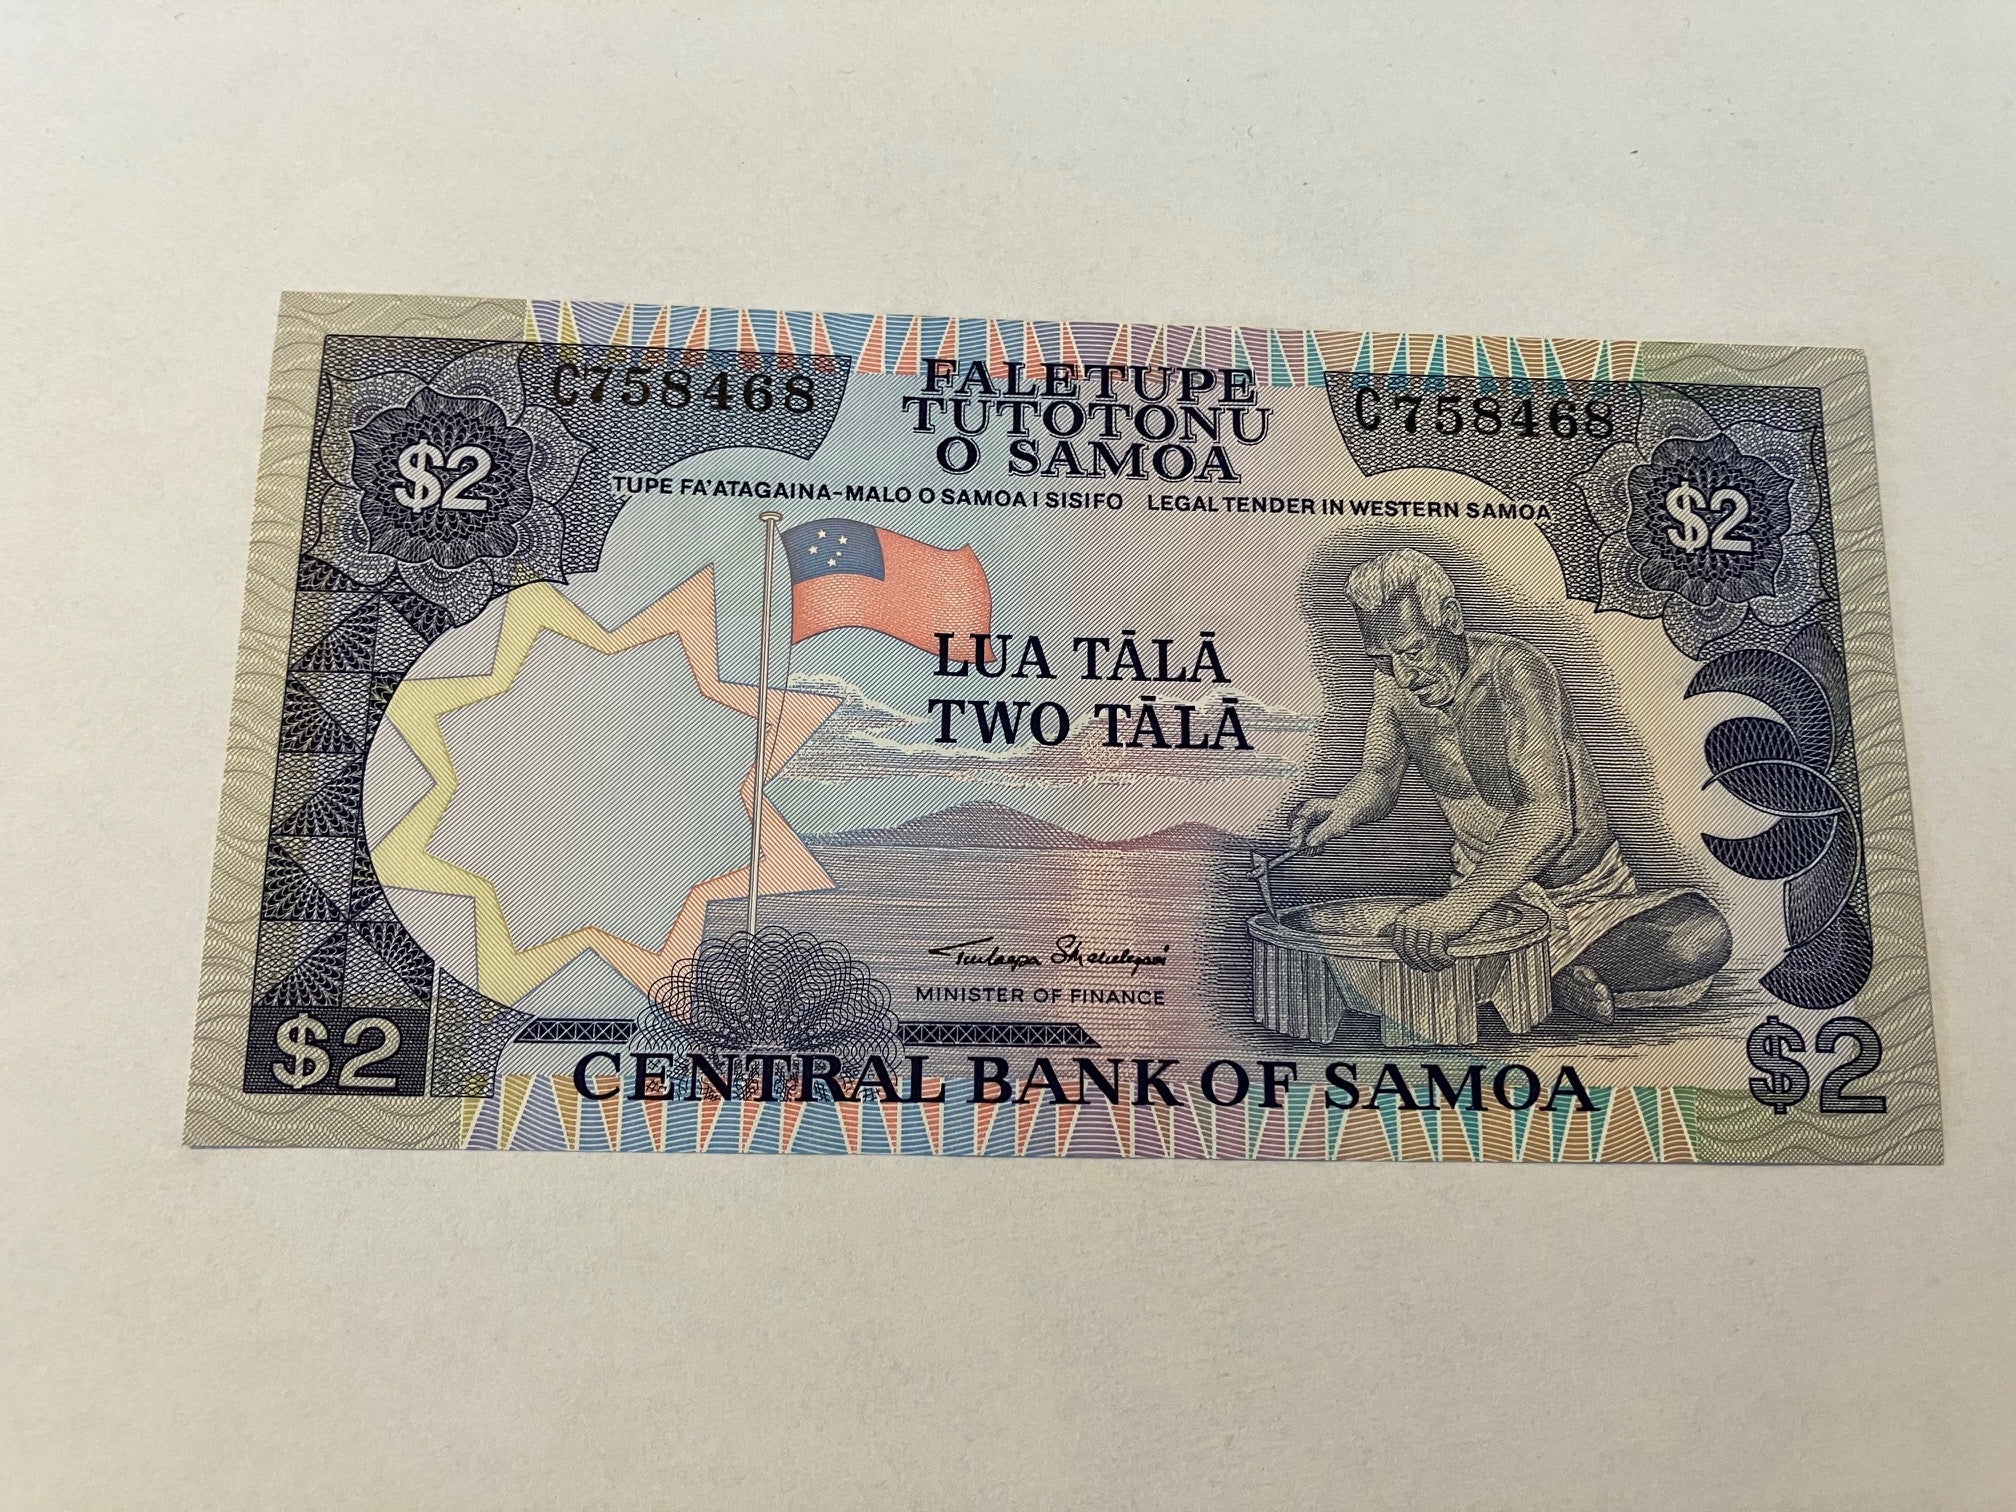 C758468
C758468
FALETUPE
TUTOTONU
O SAMOA
$2
$2
TUPE FA'ATAGAINA-MALO O SAMOA I SISIFO LEGAL TENDER IN WESTERN SAMOA
LUA TĀLĀ
TWO TĀLĀ
MINISTER OF FINANCE
$2
$2
CENTRAL BANK OF SAMOA